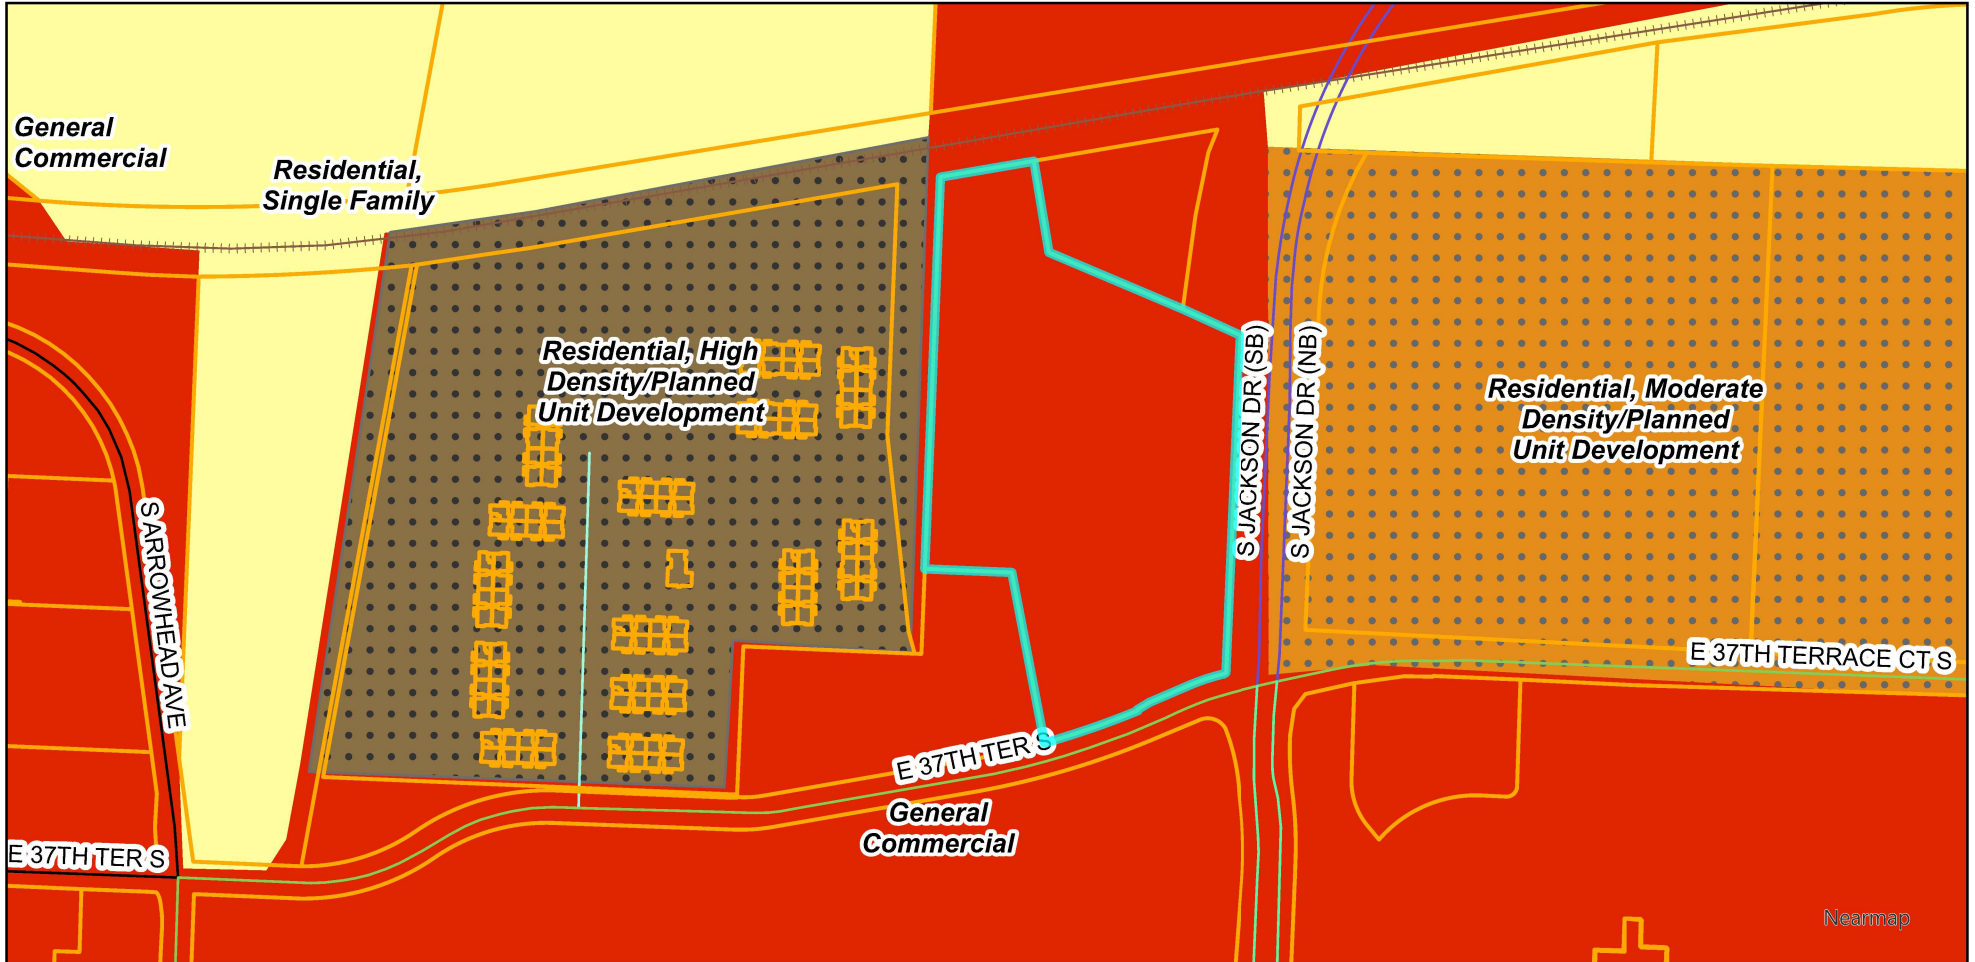 General
Commercial
Residential,
Single Family
Residential, High
Density/Planned
Unit Development
S JACKSON DR (SB)
S JACKSON DR (NB)
Residential, Moderate
Density/Planned
Unit Development
S ARROWHEAD AVE
E 37TH TERRACE CT S
E 37TH TER S
General
Commercial
E 37TH TER S
Nearmap